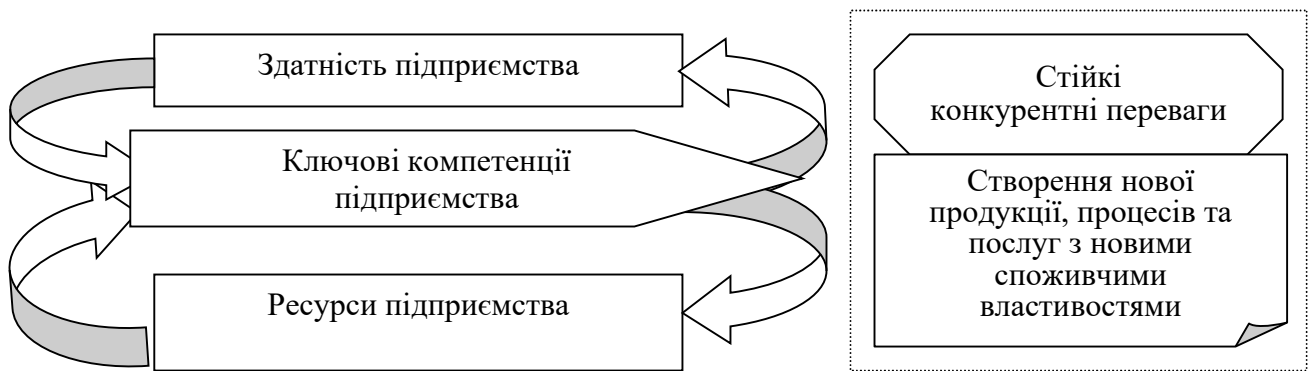 Здатність підприємства
Ключові компетенції
підприємства
Ресурси підприємства
Стійкі
конкурентні переваги
Створення нової
продукції, процесів та
послуг з новими
споживчими
властивостями